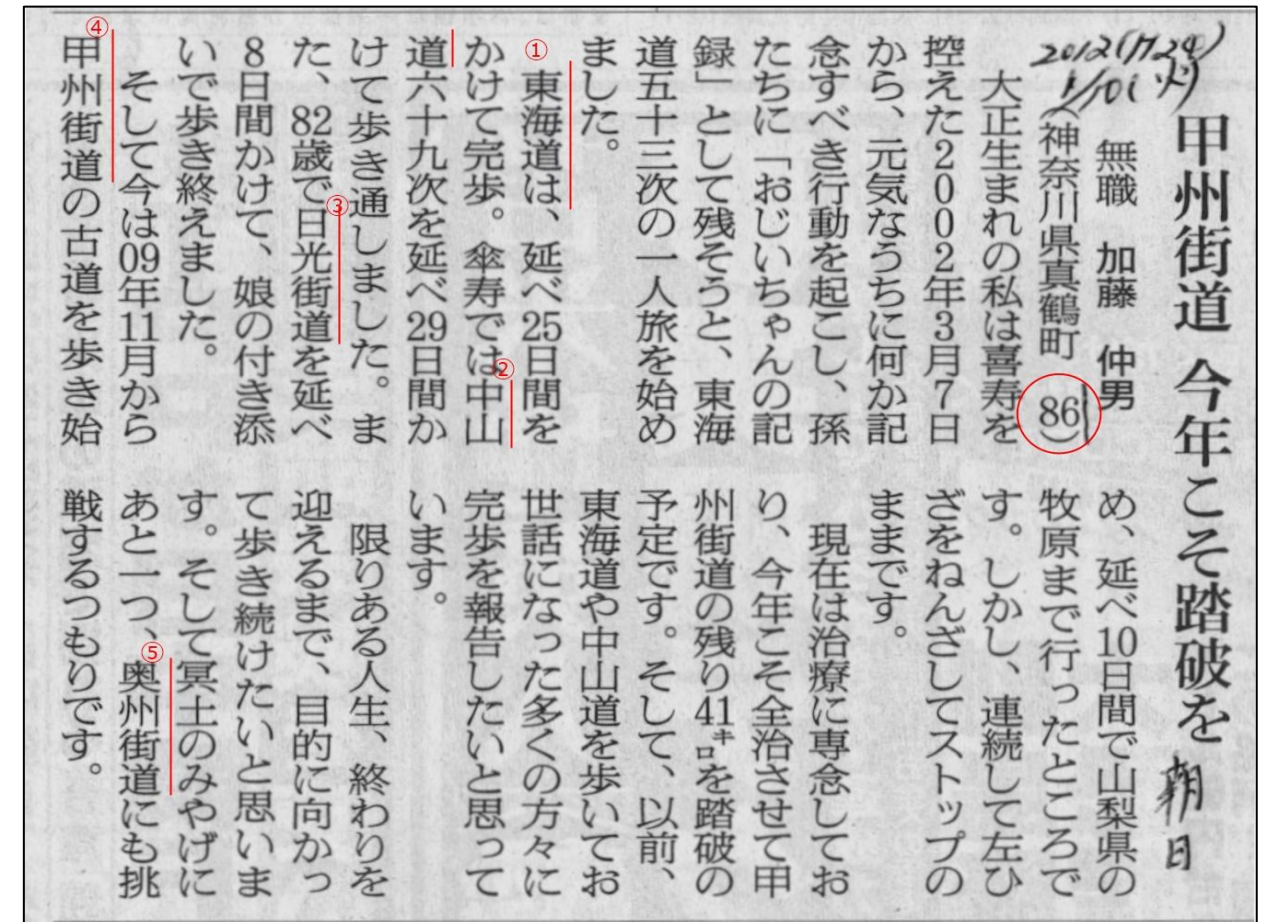 甲州街道 今年こそ踏破を
朝日
2012(H24)
無職 加藤 仲男
(神奈川県真鶴町 86)
大正生まれの私は喜寿を
控えた2002年3月7日
から、元気なうちに何か記
念すべき行動を起こし、孫
たちに「おじいちゃんの記
録」として残そうと、東海
道五十三次の一人旅を始め
ました。
①
東海道は、延べ25日間を
かけて完歩。傘寿では中山
②
道六十九次を延べ29日間か
けて歩き通しました。ま
た、82歳で日光街道を延べ
③
8日間かけて、娘の付き添
いで歩き終えました。
そして今は09年11月から
④
甲州街道の古道を歩き始
め、延べ10日間で山梨県の
牧原まで行ったところで
す。しかし、連続して左ひ
ざをねんざしてストップの
ままです。
現在は治療に専念してお
り、今年こそ全治させて甲
州街道の残り41㌔を踏破の
予定です。そして、以前、
東海道や中山道を歩いてお
世話になった多くの方々に
完歩を報告したいと思って
います。
限りある人生、終わりを
迎えるまで、目的に向かっ
て歩き続けたいと思いま
す。そして冥土のみやげに
あと一つ、奥州街道にも挑
⑤
戦するつもりです。